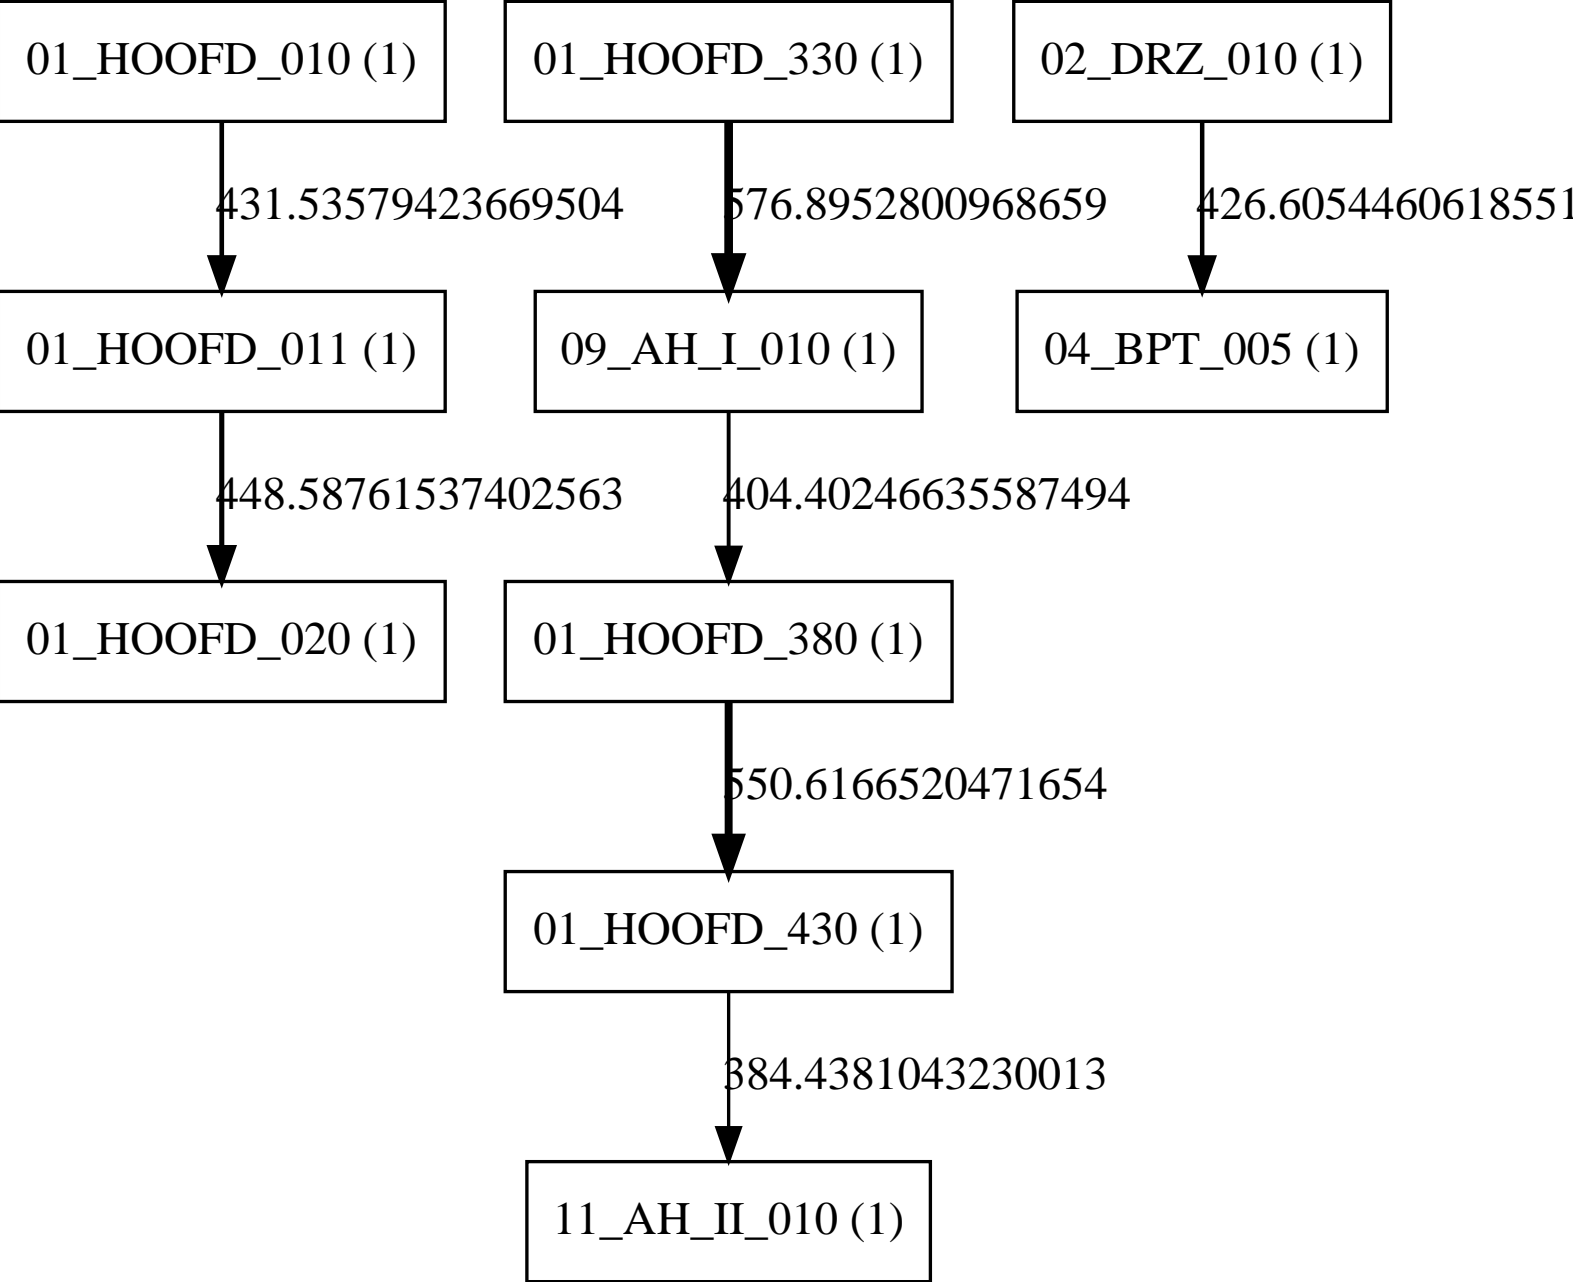 01_HOOFD_010 (1)
01_HOOFD_330 (1)
02_DRZ_010 (1)
431.53579423669504
576.8952800968659
426.6054460618551
01_HOOFD_011 (1)
09_AH_I_010 (1)
04_BPT_005 (1)
448.58761537402563
404.40246635587494
01_HOOFD_020 (1)
01_HOOFD_380 (1)
550.6166520471654
01_HOOFD_430 (1)
384.4381043230013
11_AH_II_010 (1)